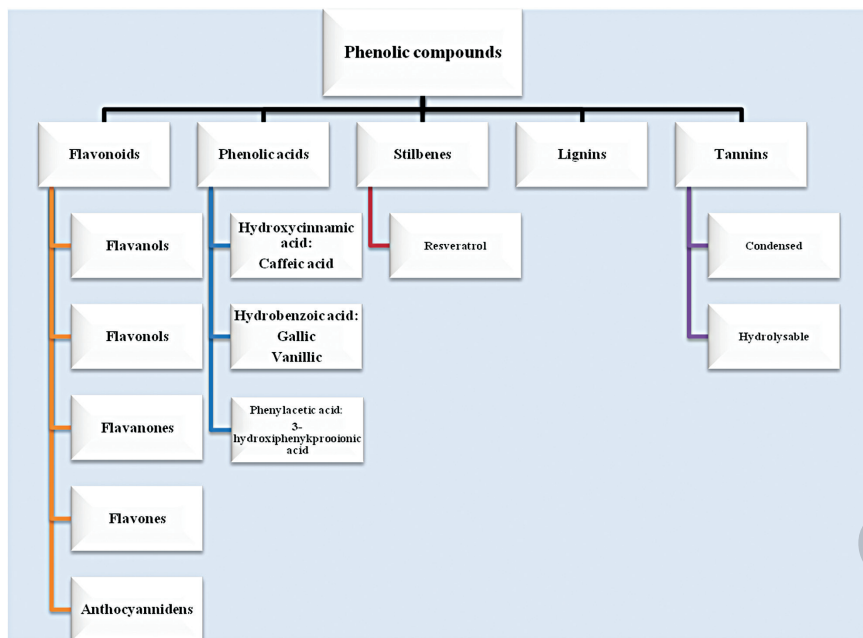 Phenolic compounds
Flavonoids
Phenolic acids
Stilbenes
Lignins
Tannins
Flavanols
Flavonols
Flavanones
Flavones
Anthocyannidens
Hydroxycinnamic
acid:
Caffeic acid
Hydrobenzoic acid:
Gallic
Vanillic
Phenylacetic acid:
3-
hydroxiphenykprooionic
acid
Resveratrol
Condensed
Hydrolysable